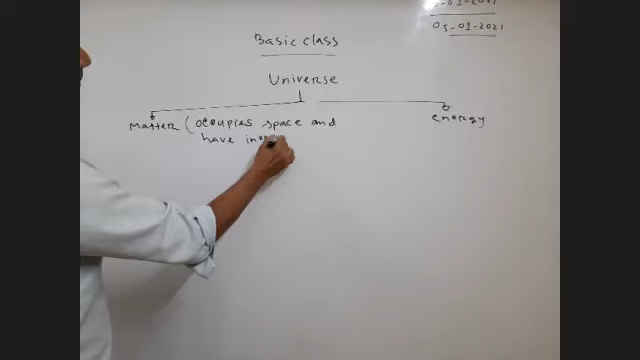 05-01-2021
Basic class
Universe
Matter (occupies space and
have
energy